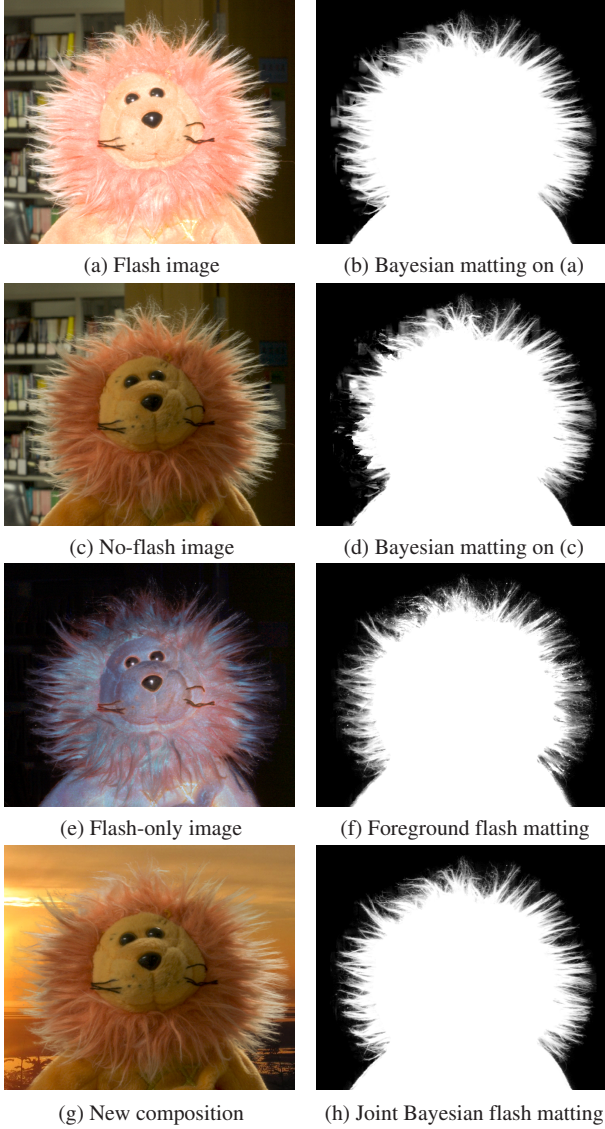 (a) Flash image
(b) Bayesian matting on (a)
(c) No-flash image
(d) Bayesian matting on (c)
(e) Flash-only image
(f) Foreground flash matting
(g) New composition
(h) Joint Bayesian flash matting